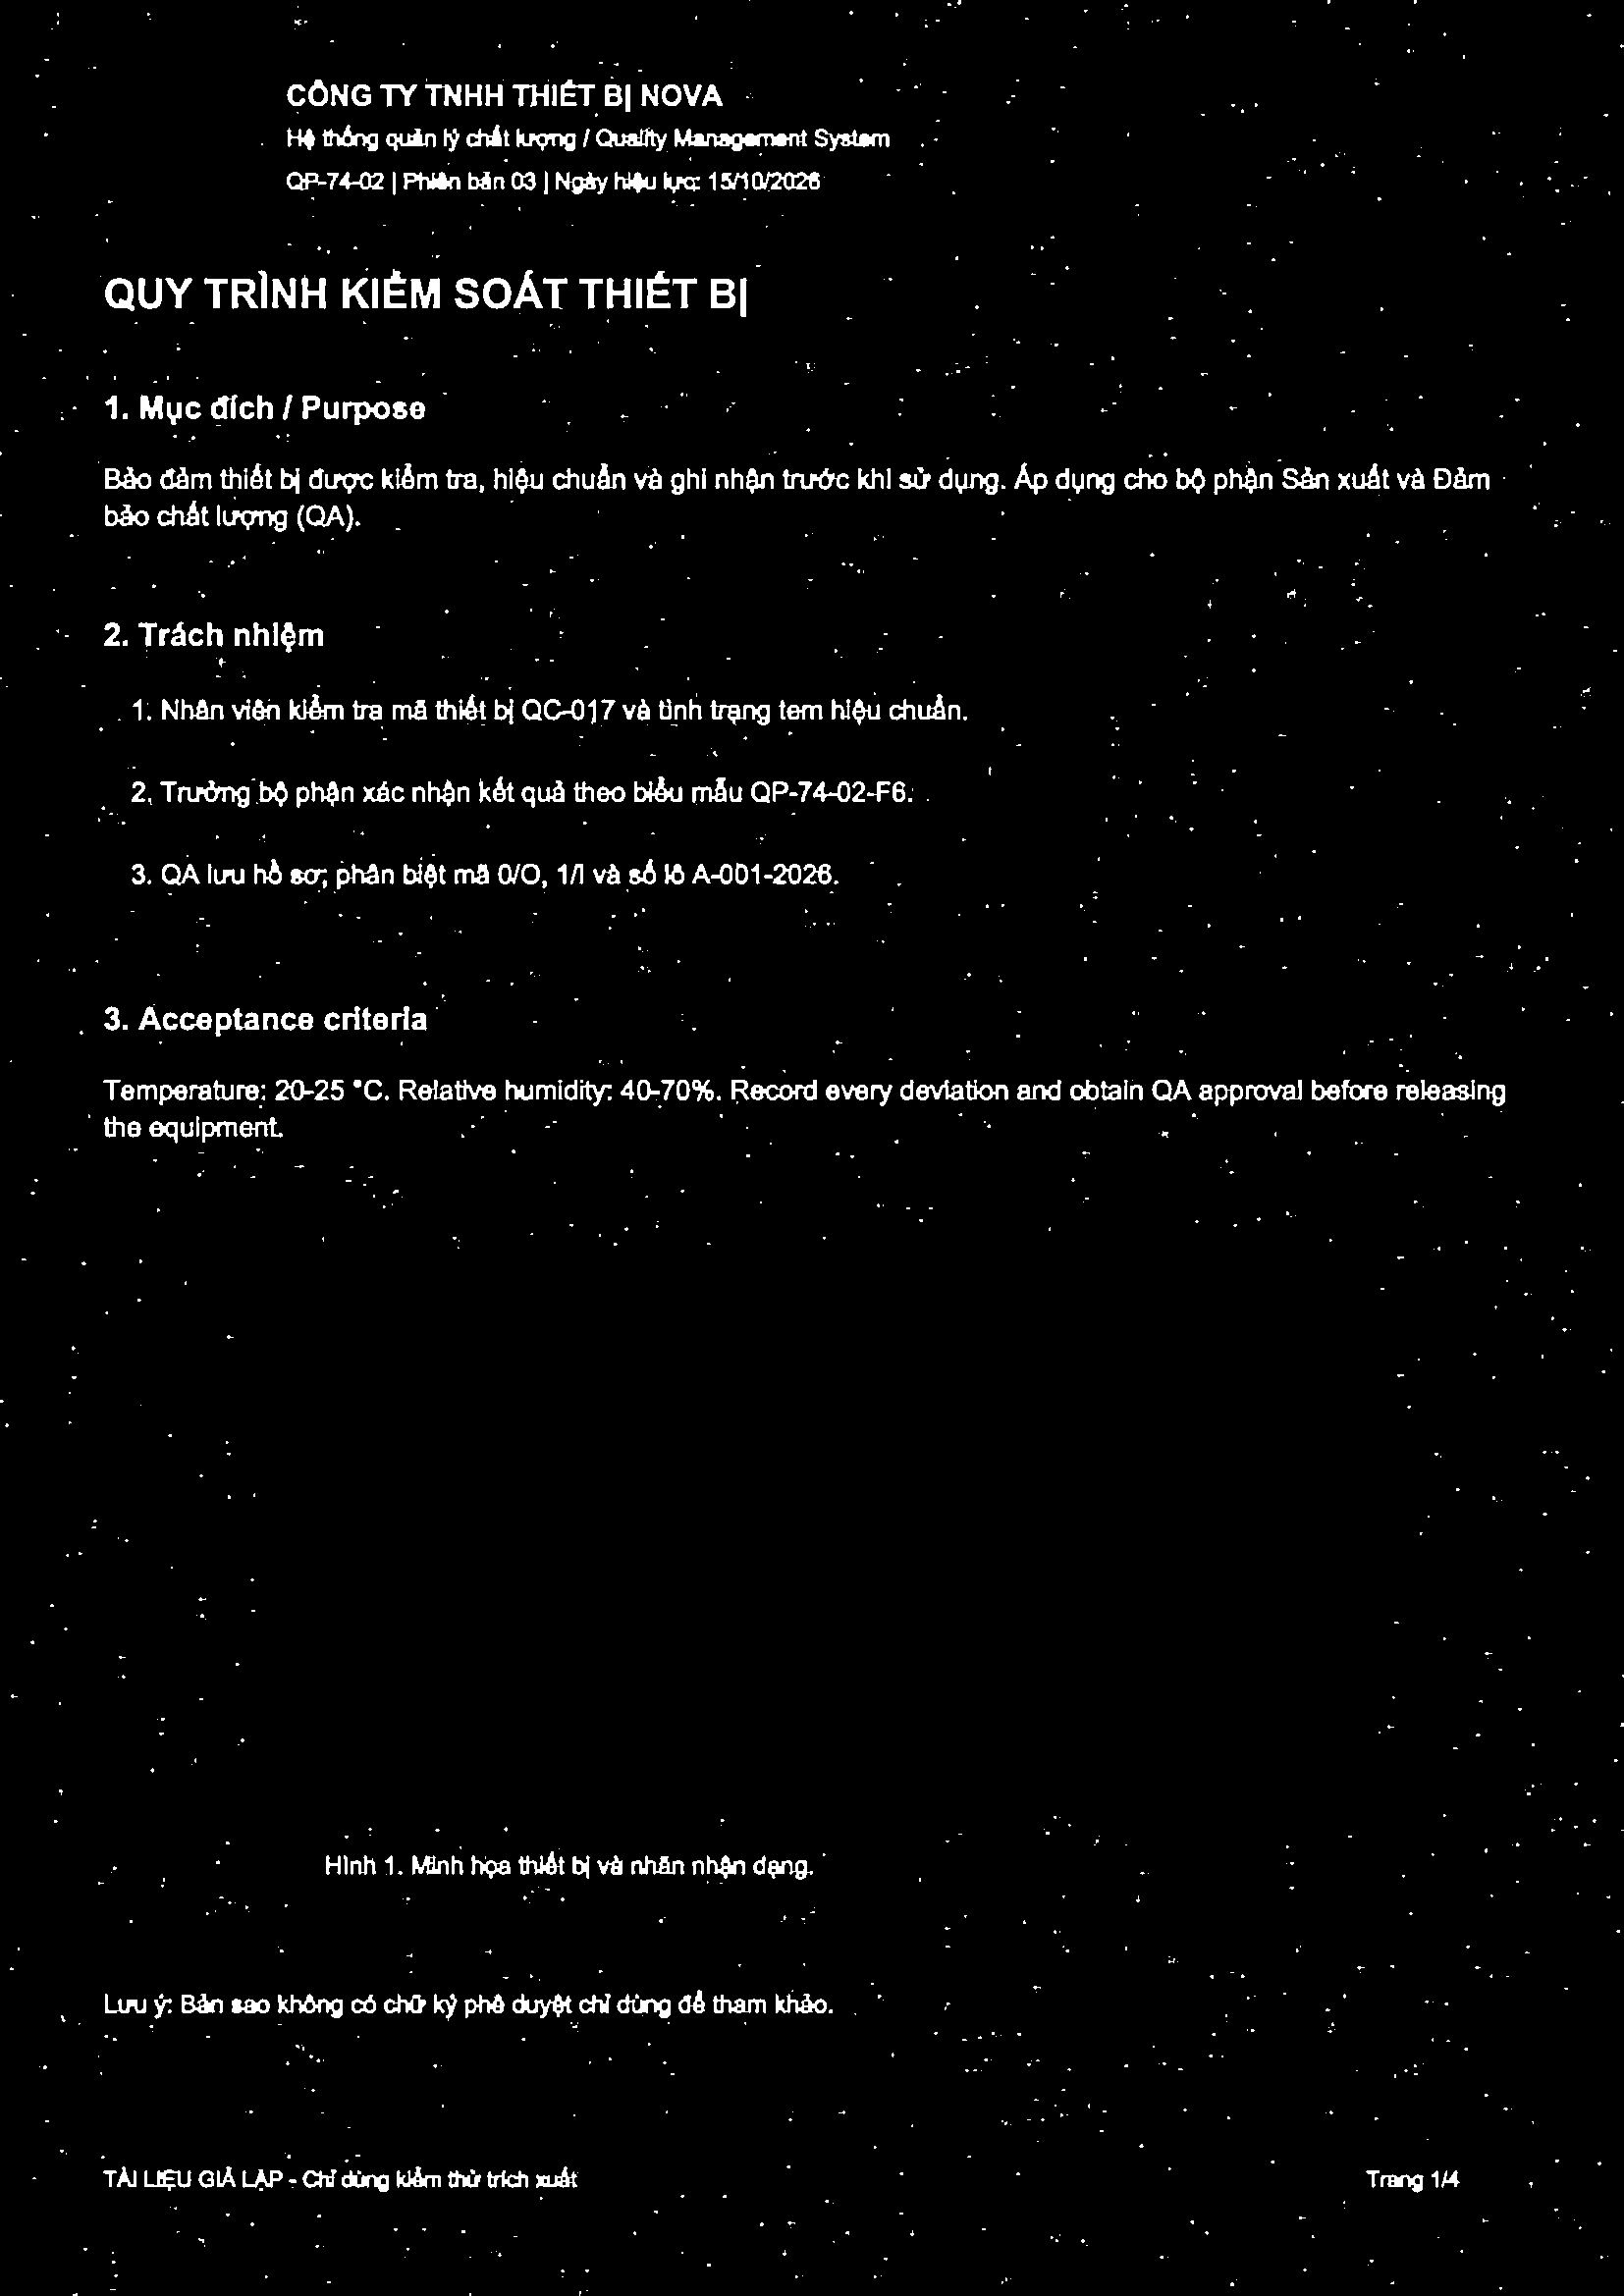 CÔNG TY TNHH THIẾT BỊ NOVA
Hệ thống quản lý chất lượng / Quality Management System
QP-74-02 | Phiên bản 03 | Ngày hiệu lực: 15/10/2026
QUY TRÌNH KIỂM SOÁT THIẾT BỊ
1. Mục đích / Purpose
Bảo đảm thiết bị được kiểm tra, hiệu chuẩn và ghi nhận trước khi sử dụng. Áp dụng cho bộ phận Sản xuất và Đảm
bảo chất lượng (QA).
2. Trách nhiệm
1. Nhân viên kiểm tra mã thiết bị QC-017 và tình trạng tem hiệu chuẩn.
2. Trưởng bộ phận xác nhận kết quả theo biểu mẫu QP-74-02-F6.
3. QA lưu hồ sơ; phân biệt mã 0/O, 1/I và số lô A-001-2026.
3. Acceptance criteria
Temperature: 20-25 °C. Relative humidity: 40-70%. Record every deviation and obtain QA approval before releasing
the equipment.
Hình 1. Minh họa thiết bị và nhãn nhận dạng.
Lưu ý: Bản sao không có chữ ký phê duyệt chỉ dùng để tham khảo.
TÀI LIỆU GIẢ LẬP - Chỉ dùng kiểm thử trích xuất
Trang 1/4